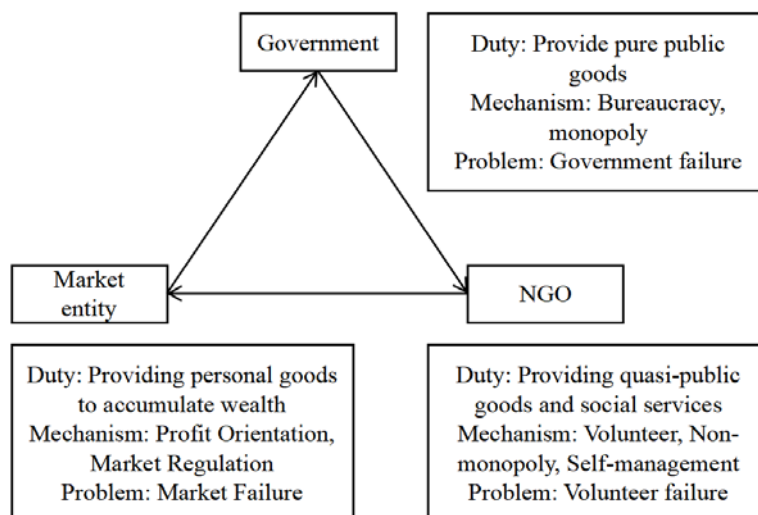 Government
Duty: Provide pure public
goods
Mechanism: Bureaucracy,
monopoly
Problem: Government failure
Market
entity
NGO
Duty: Providing personal goods
to accumulate wealth
Mechanism: Profit Orientation,
Market Regulation
Problem: Market Failure
Duty: Providing quasi-public
goods and social services
Mechanism: Volunteer, Non-
monopoly, Self-management
Problem: Volunteer failure